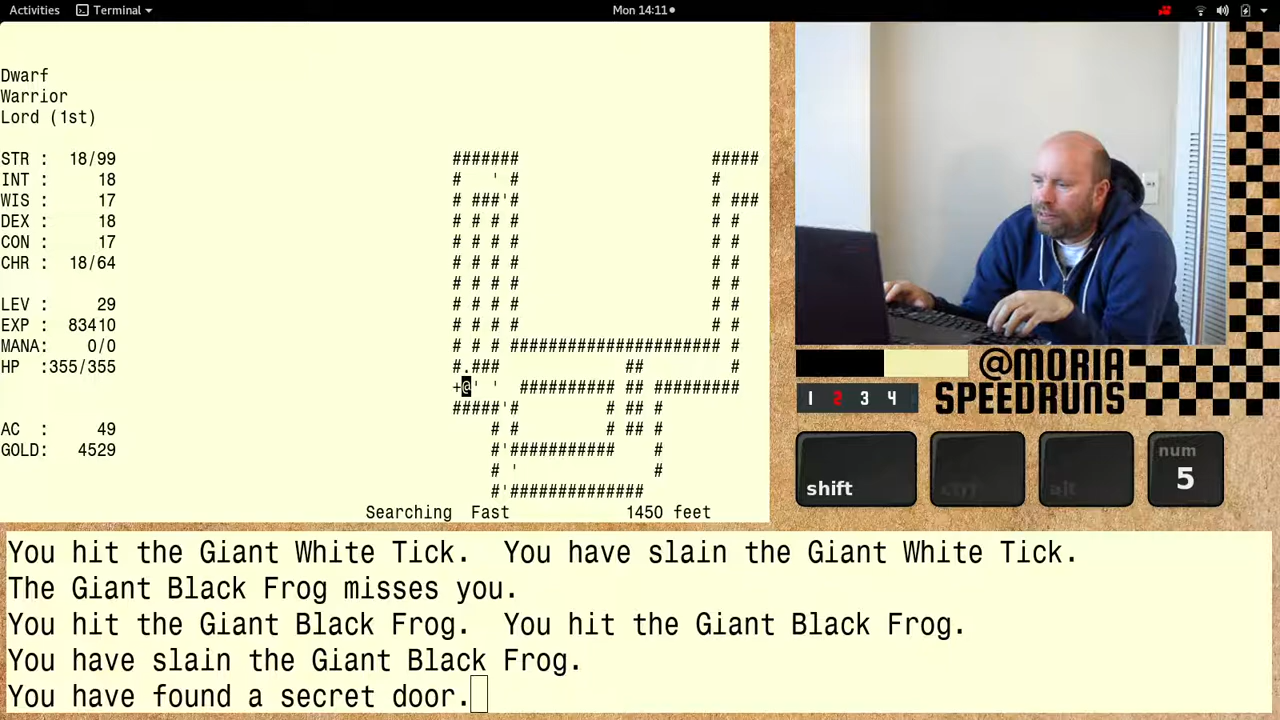 Activities Terminal Mon 14:11
Dwarf
Warrior
Lord (1st)
STR : 18/99
INT : 18
WIS : 17
DEX : 18
CON : 17
CHR : 18/64
LEV : 29
EXP : 83410
MANA: 0/0
HP :355/355
AC : 49
GOLD: 4529
####### #####
# ' # #
# ###'# # ###
# # # # # #
# # # # # #
# # # # # #
# # # # # #
# # # # # #
# # # # # #
# # # ###################### #
#.### ## #
+@' ' ########## ## #########
#####'# # ## #
# # # ## #
#'########### #
# ' #
#'###############
Searching Fast 1450 feet
@MORIA
SPEEDRUNS
1 2 3 4
shift ctrl alt num 5
You hit the Giant White Tick. You have slain the Giant White Tick.
The Giant Black Frog misses you.
You hit the Giant Black Frog. You hit the Giant Black Frog.
You have slain the Giant Black Frog.
You have found a secret door.